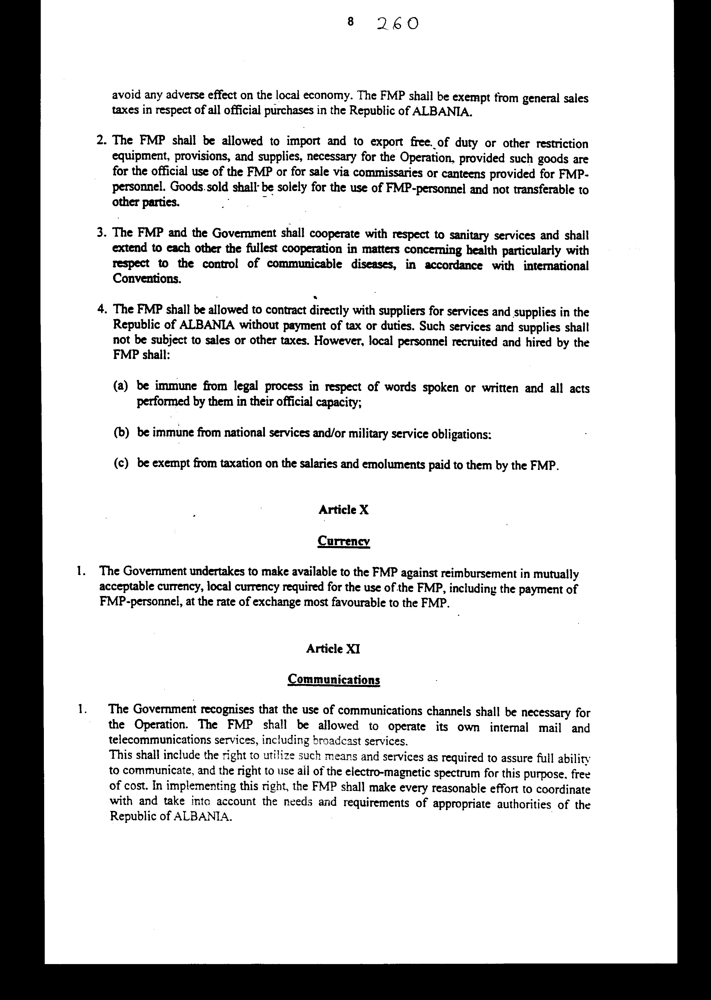 8 260
avoid any adverse effect on the local economy. The FMP shall be exempt from general sales
taxes in respect of all official purchases in the Republic of ALBANIA.
2. The FMP shall be allowed to import and to export free of duty or other restriction
equipment, provisions, and supplies, necessary for the Operation, provided such goods are
for the official use of the FMP or for sale via commissaries or canteens provided for FMP-
personnel. Goods sold shall be solely for the use of FMP-personnel and not transferable to
other parties.
3. The FMP and the Government shall cooperate with respect to sanitary services and shall
extend to each other the fullest cooperation in matters concerning health particularly with
respect to the control of communicable diseases, in accordance with international
Conventions.
4. The FMP shall be allowed to contract directly with suppliers for services and supplies in the
Republic of ALBANIA without payment of tax or duties. Such services and supplies shall
not be subject to sales or other taxes. However, local personnel recruited and hired by the
FMP shall:
(a) be immune from legal process in respect of words spoken or written and all acts
performed by them in their official capacity;
(b) be immune from national services and/or military service obligations:
(c) be exempt from taxation on the salaries and emoluments paid to them by the FMP.
Article X
Currency
1. The Government undertakes to make available to the FMP against reimbursement in mutually
acceptable currency, local currency required for the use of the FMP, including the payment of
FMP-personnel, at the rate of exchange most favourable to the FMP.
Article XI
Communications
1. The Government recognises that the use of communications channels shall be necessary for
the Operation. The FMP shall be allowed to operate its own internal mail and
telecommunications services, including broadcast services.
This shall include the right to utilize such means and services as required to assure full ability
to communicate, and the right to use all of the electro-magnetic spectrum for this purpose. free
of cost. In implementing this right, the FMP shall make every reasonable effort to coordinate
with and take into account the needs and requirements of appropriate authorities of the
Republic of ALBANIA.